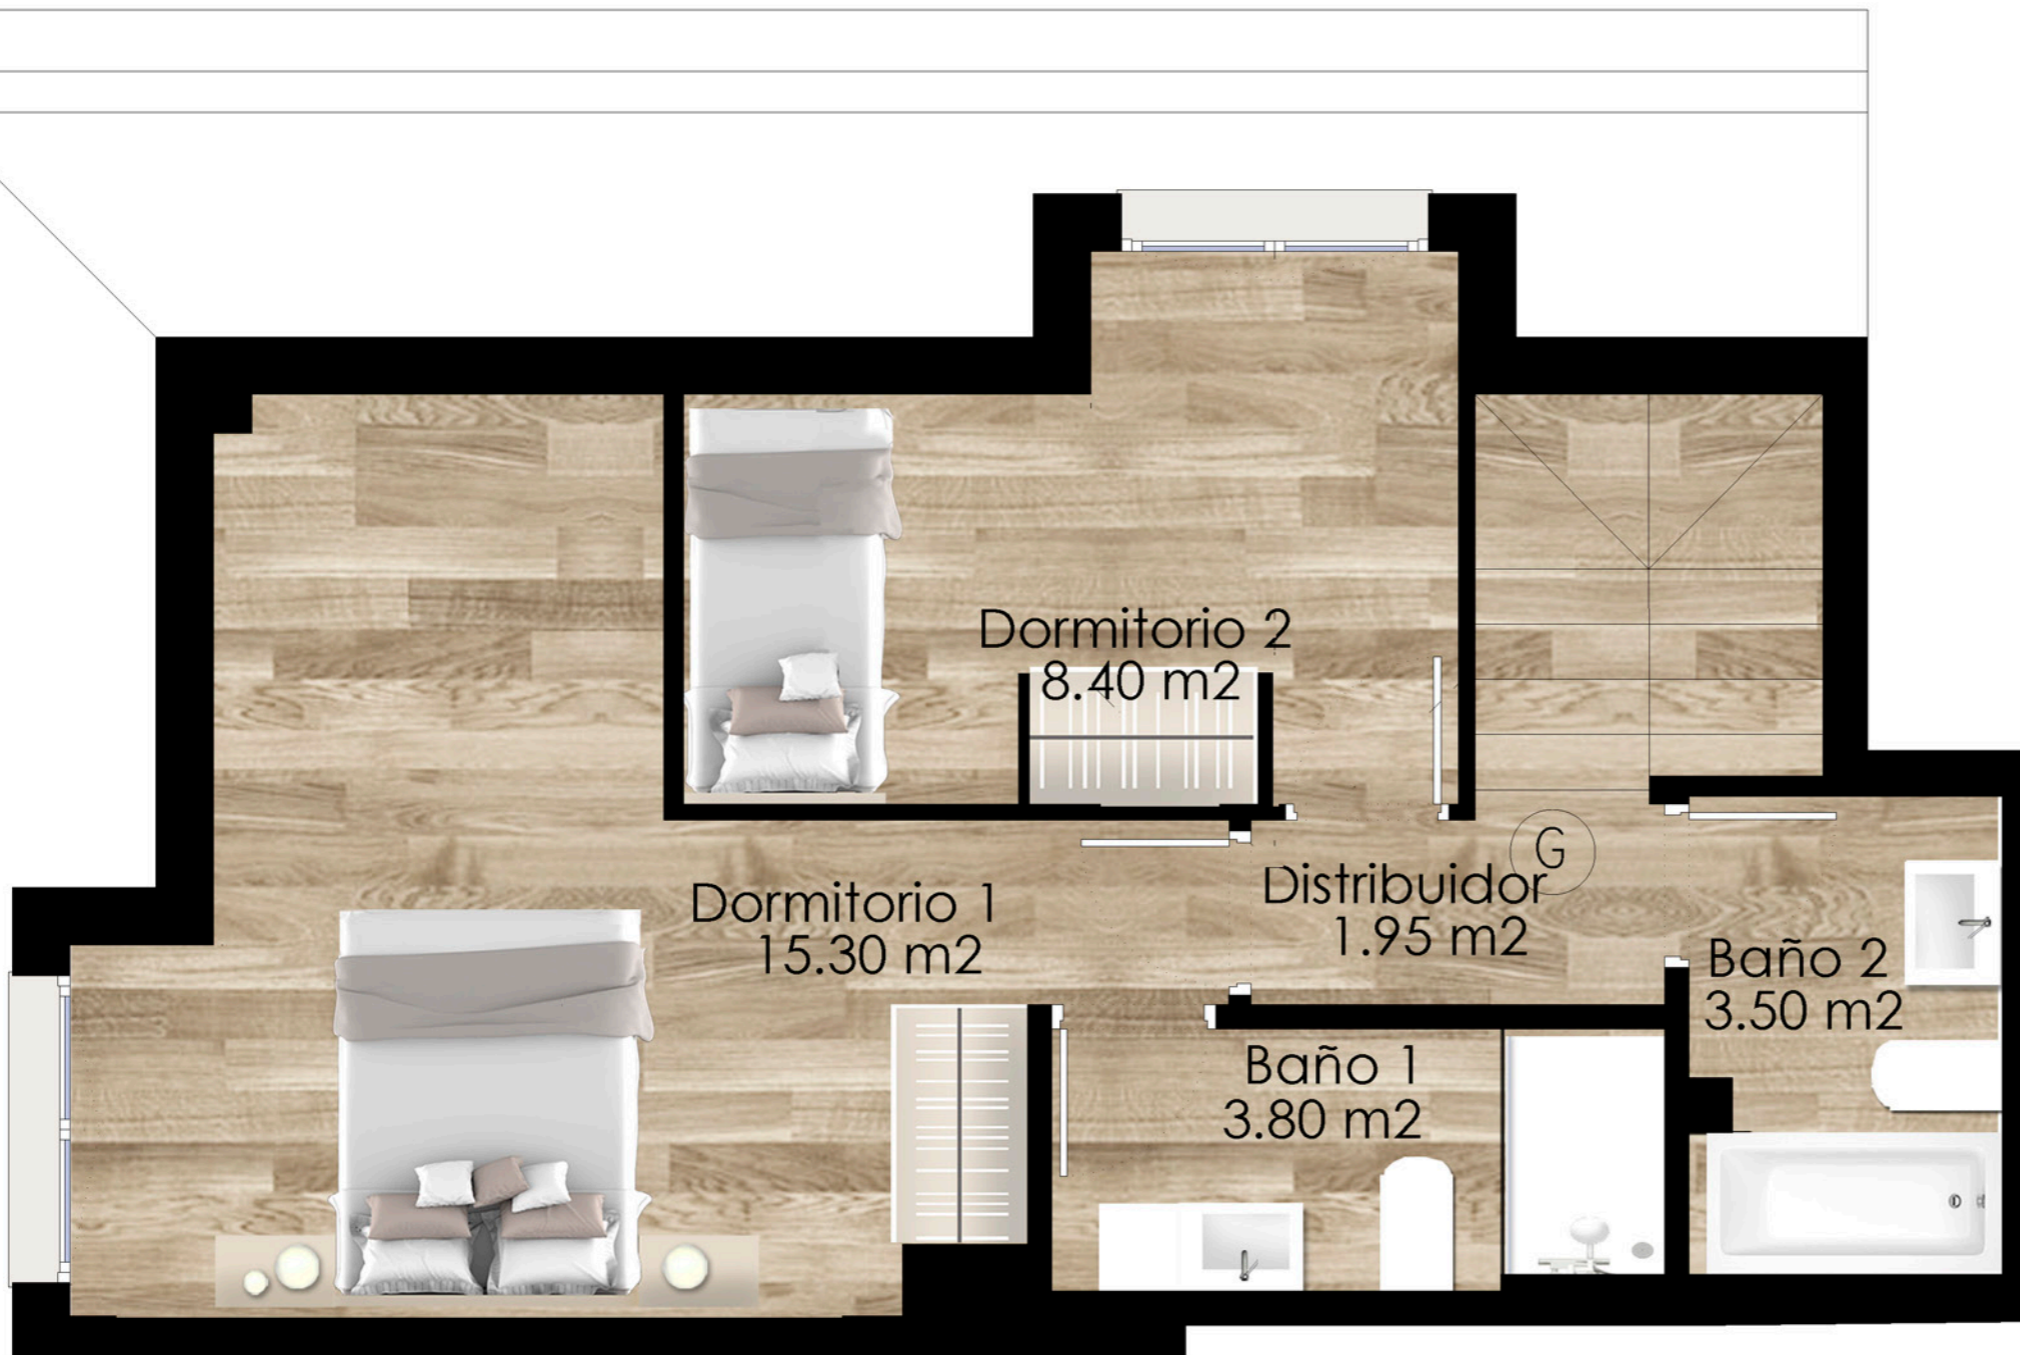 Dormitorio 2
8.40 m2
G
Distribuidor
1.95 m2
Dormitorio 1
15.30 m2
Baño 2
3.50 m2
Baño 1
3.80 m2